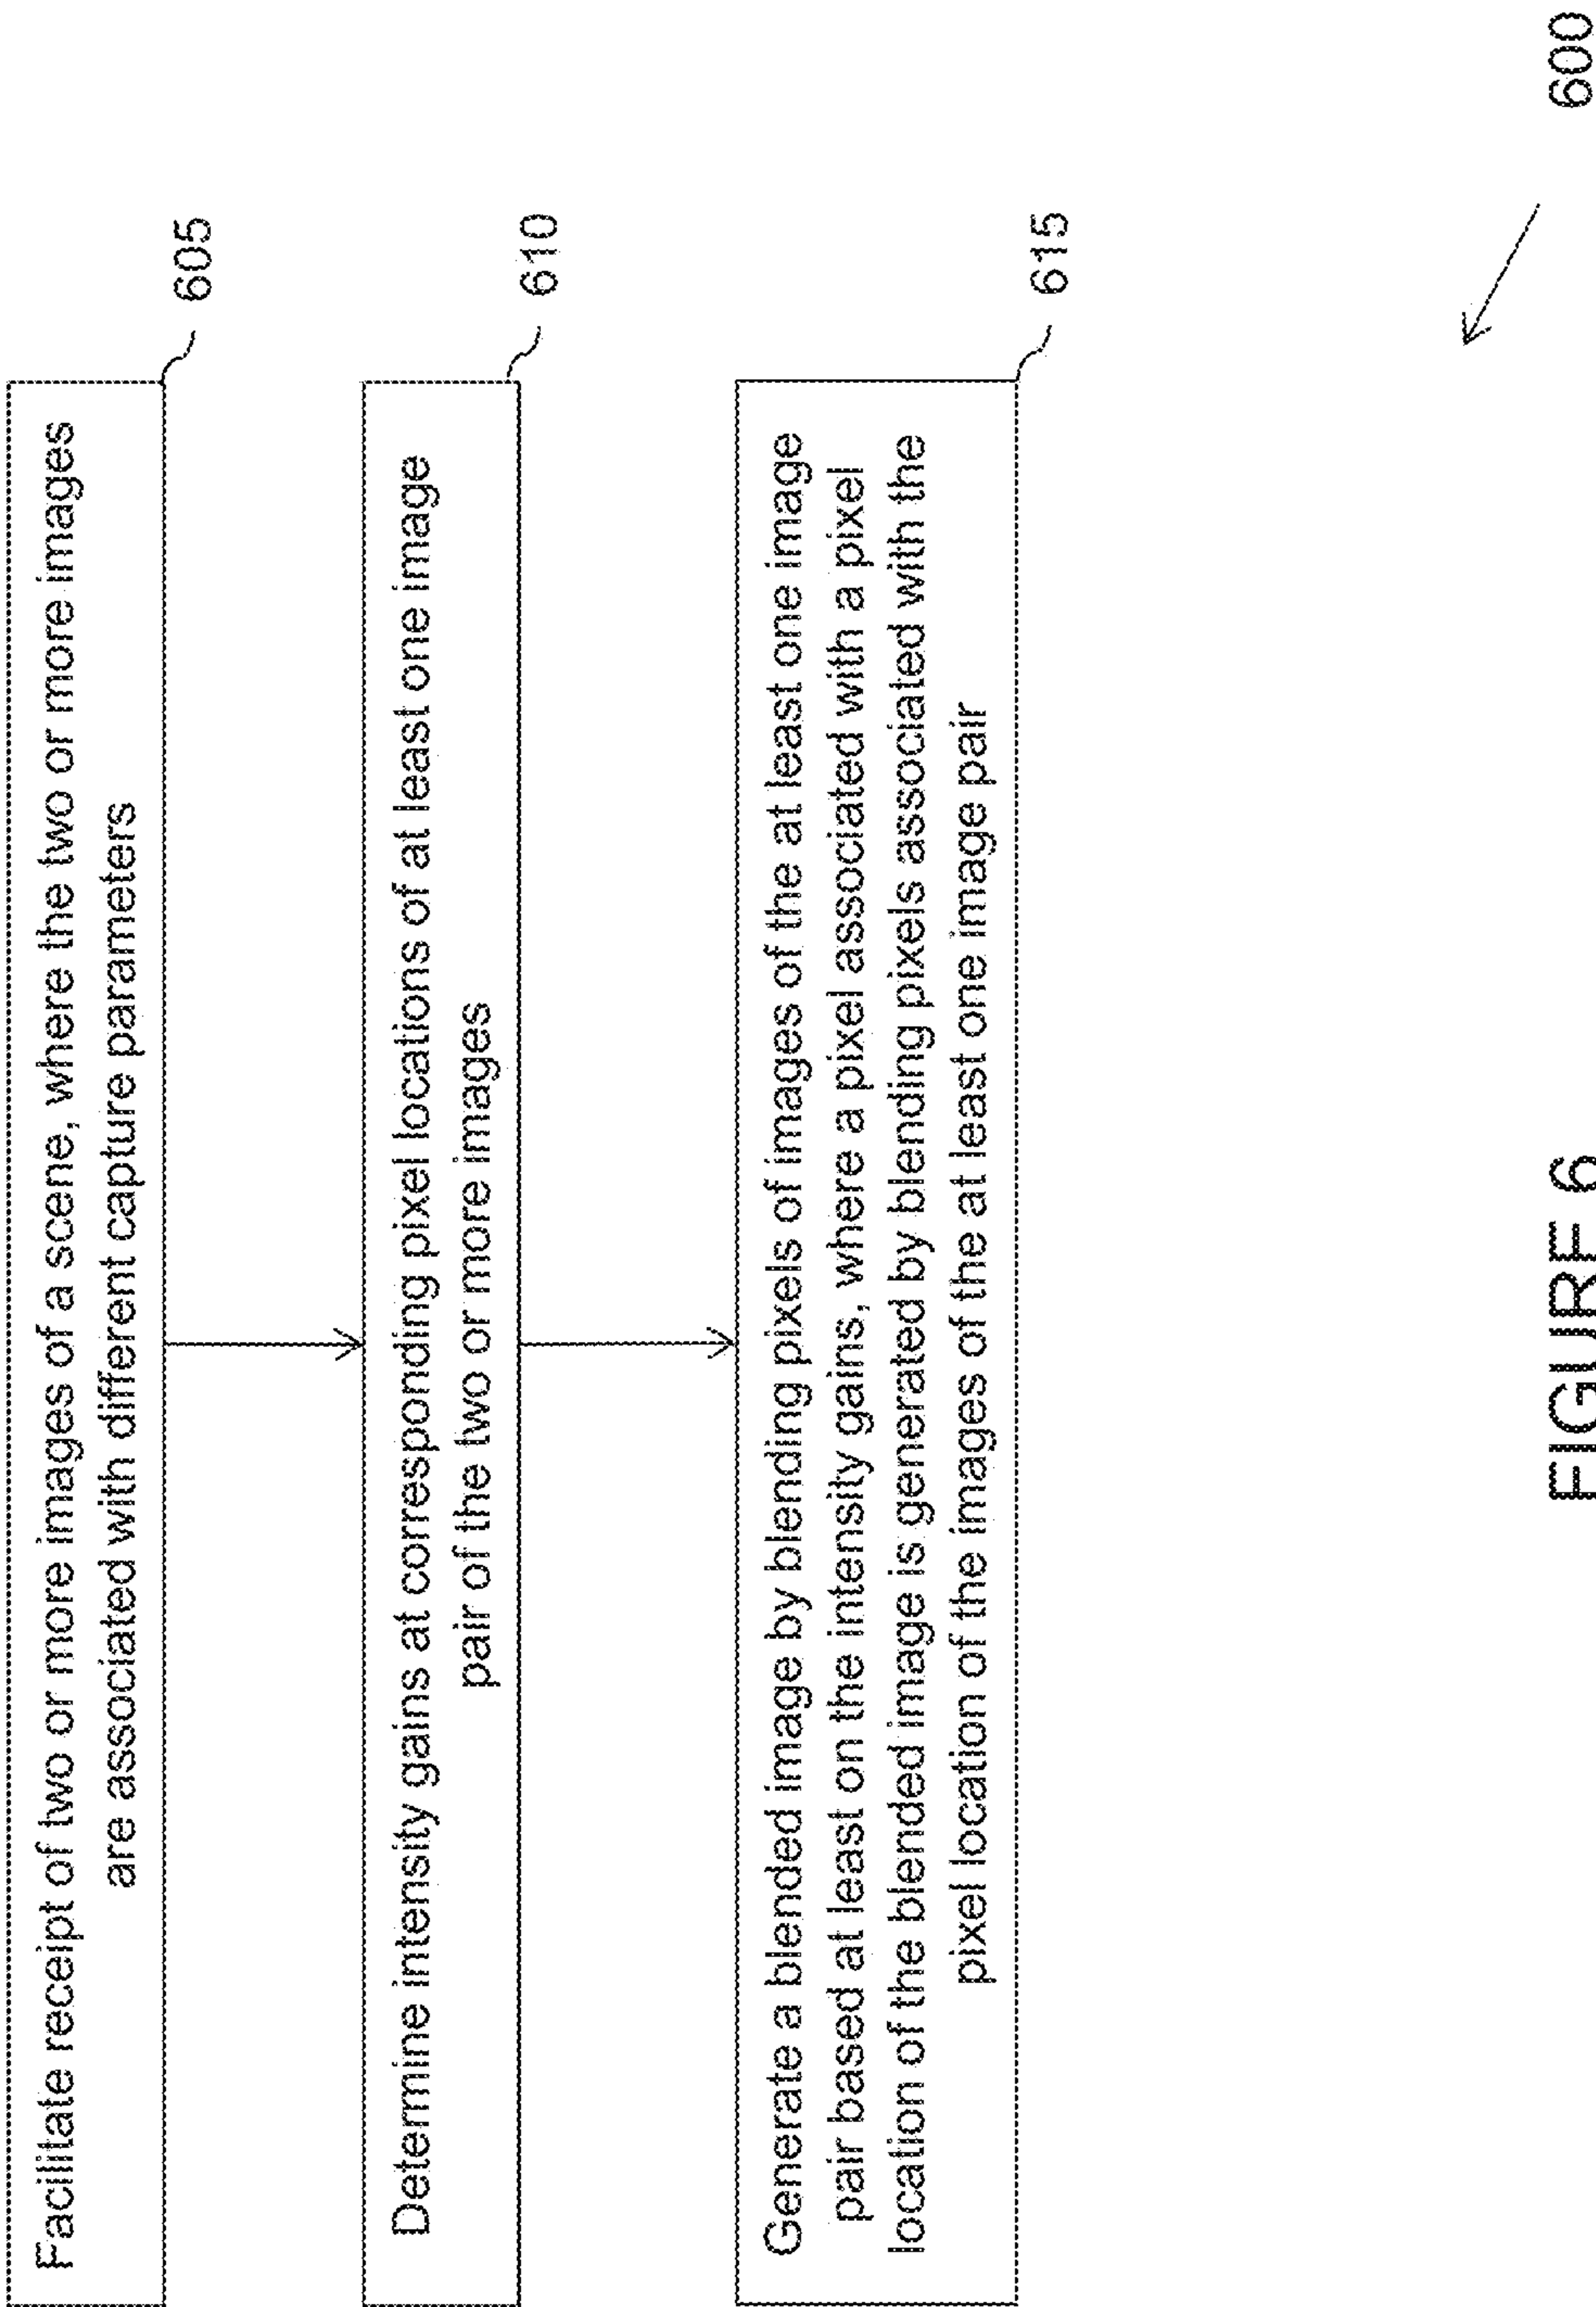 Facilitate receipt of two or more images of a scene, where the two or more images
are associated with different capture parameters
605
Determine intensity gains at corresponding pixel locations of at least one image
pair of the two or more images
610
Generate a blended image by blending pixels of images of the at least one image
pair based at least on the intensity gains, where a pixel associated with a pixel
location of the blended image is generated by blending pixels associated with the
pixel location of the images of the at least one image pair
615
600
FIGURE 6